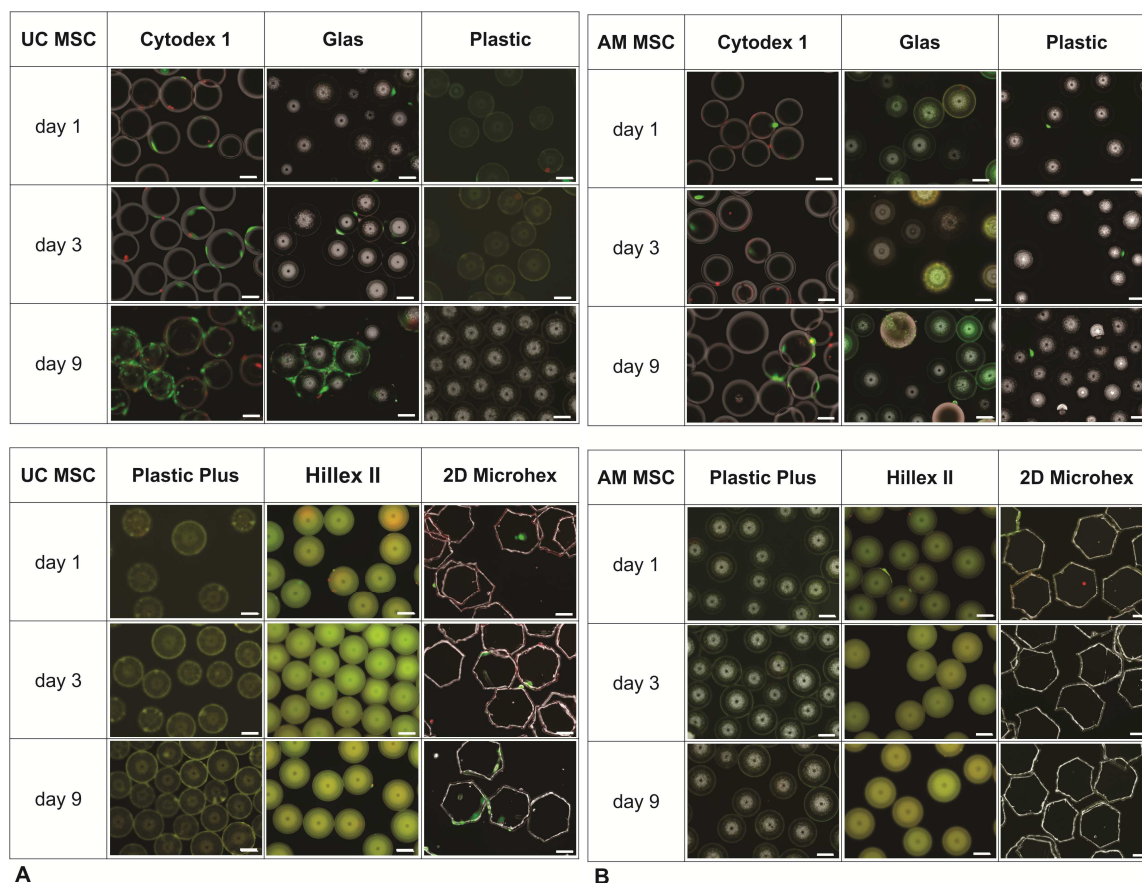 UC MSC Cytodex 1 Glas Plastic
day 1
day 3
day 9
UC MSC Plastic Plus Hillex II 2D Microhex
day 1
day 3
day 9
A
AM MSC Cytodex 1 Glas Plastic
day 1
day 3
day 9
AM MSC Plastic Plus Hillex II 2D Microhex
day 1
day 3
day 9
B